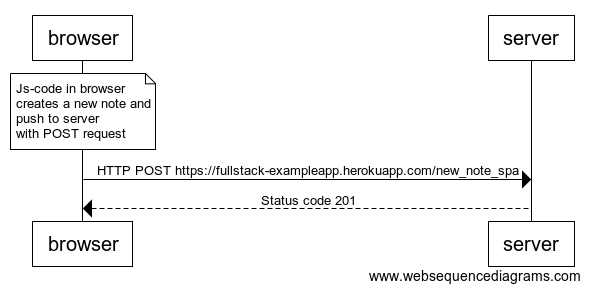 browser
server
Js-code in browser
creates a new note and
push to server
with POST request
HTTP POST https://fullstack-exampleapp.herokuapp.com/new_note_spa
Status code 201
browser
server
www.websequencediagrams.com